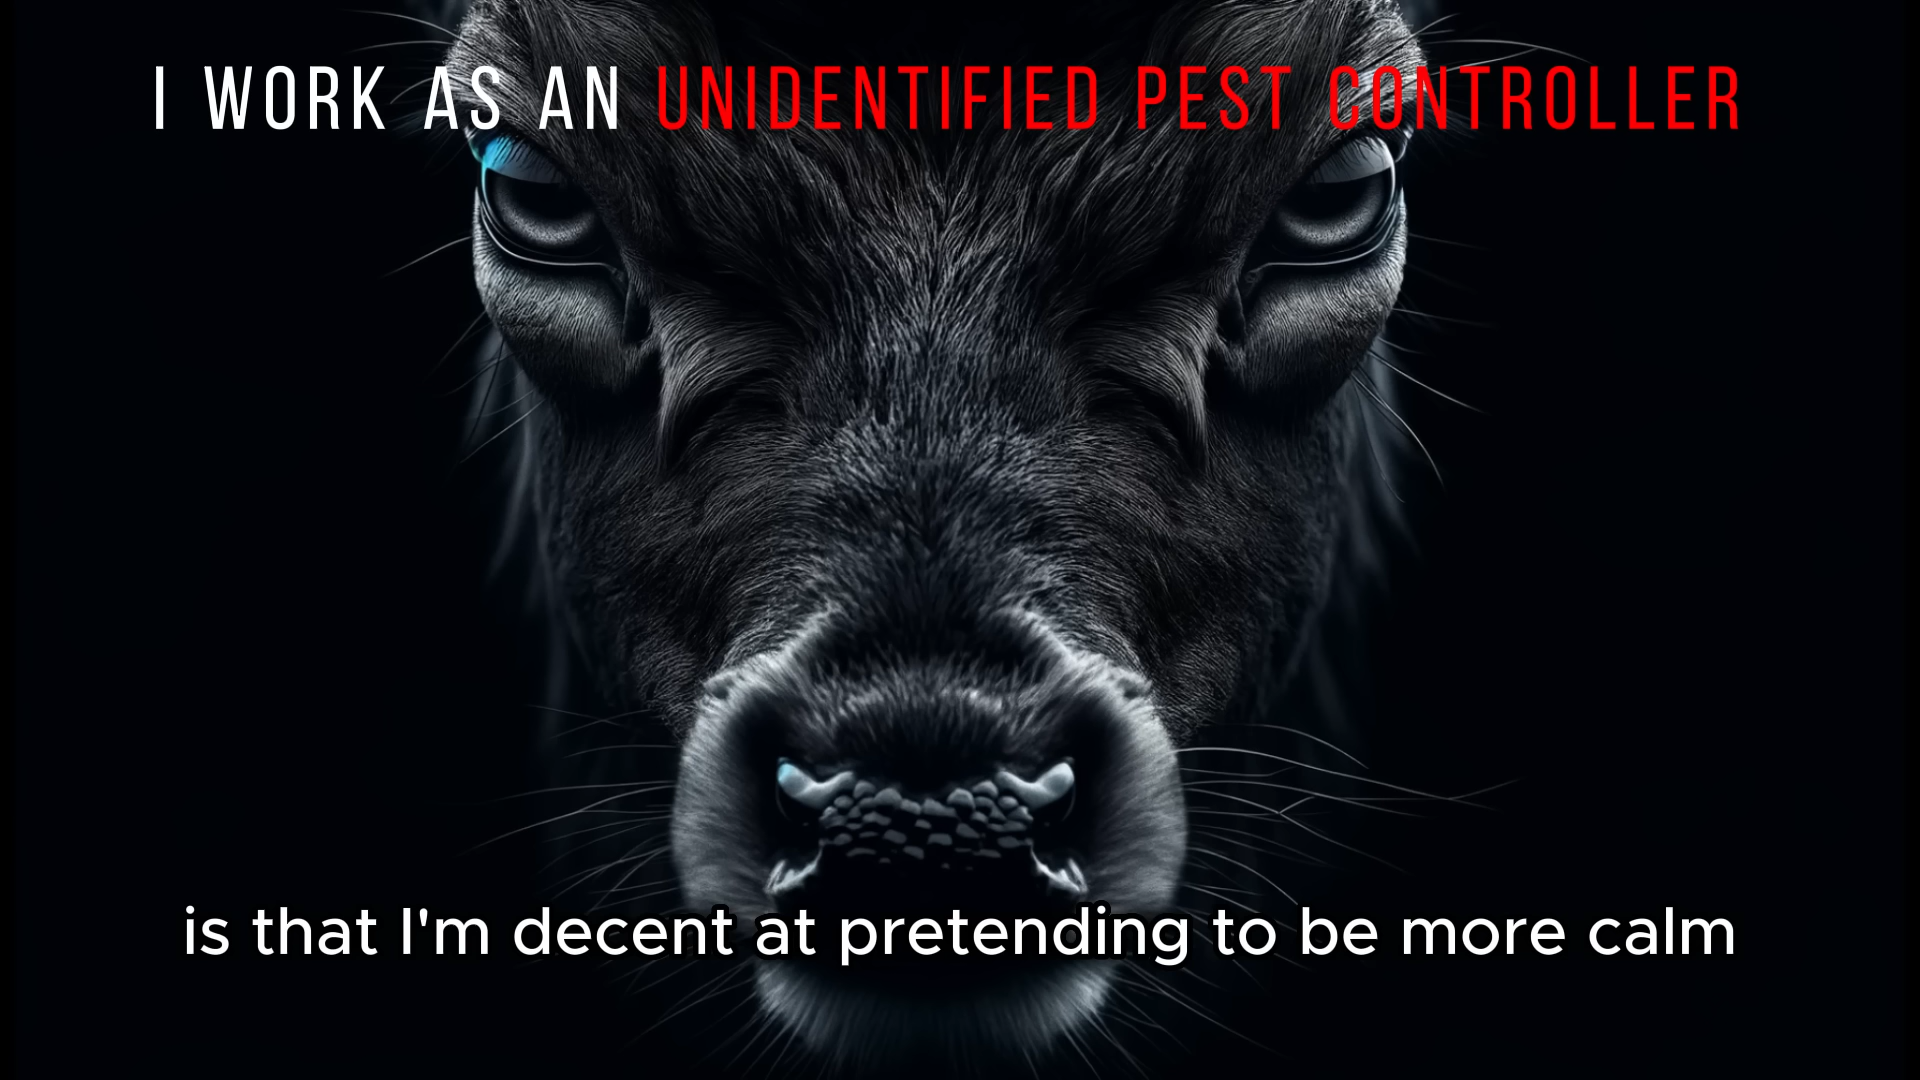 I WORK AS AN UNIDENTIFIED PEST CONTROLLER
is that I'm decent at pretending to be more calm